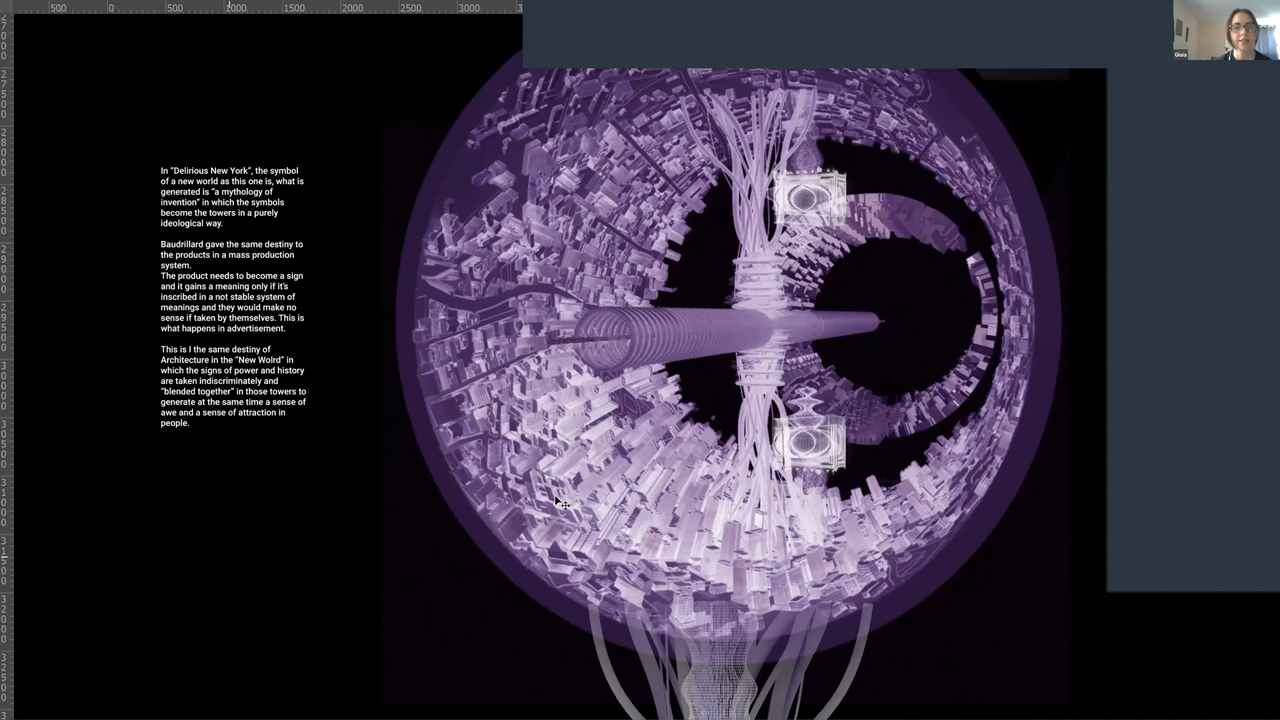 500
0
500
1000
1500
2000
2500
3000
Gioia
In "Delirious New York", the symbol
of a new world as this one is, what is
generated is "a mythology of
invention" in which the symbols
become the towers in a purely
ideological way.
Baudrillard gave the same destiny to
the products in a mass production
system.
The product needs to become a sign
and it gains a meaning only if it's
inscribed in a not stable system of
meanings and they would make no
sense if taken by themselves. This is
what happens in advertisement.
This is I the same destiny of
Architecture in the "New Wolrd" in
which the signs of power and history
are taken indiscriminately and
"blended together" in those towers to
generate at the same time a sense of
awe and a sense of attraction in
people.